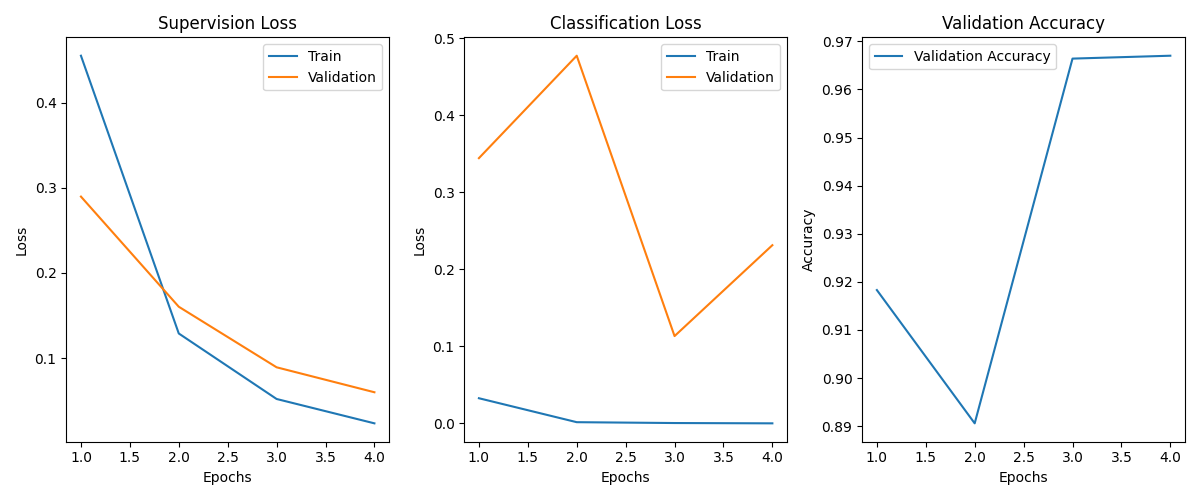 Supervision Loss
Train
Validation
0.4
0.3
0.2
0.1
Loss
1.0 1.5 2.0 2.5 3.0 3.5 4.0
Epochs
Classification Loss
Train
Validation
0.5
0.4
0.3
0.2
0.1
0.0
Loss
1.0 1.5 2.0 2.5 3.0 3.5 4.0
Epochs
Validation Accuracy
Validation Accuracy
0.97
0.96
0.95
0.94
0.93
0.92
0.91
0.90
0.89
Accuracy
1.0 1.5 2.0 2.5 3.0 3.5 4.0
Epochs